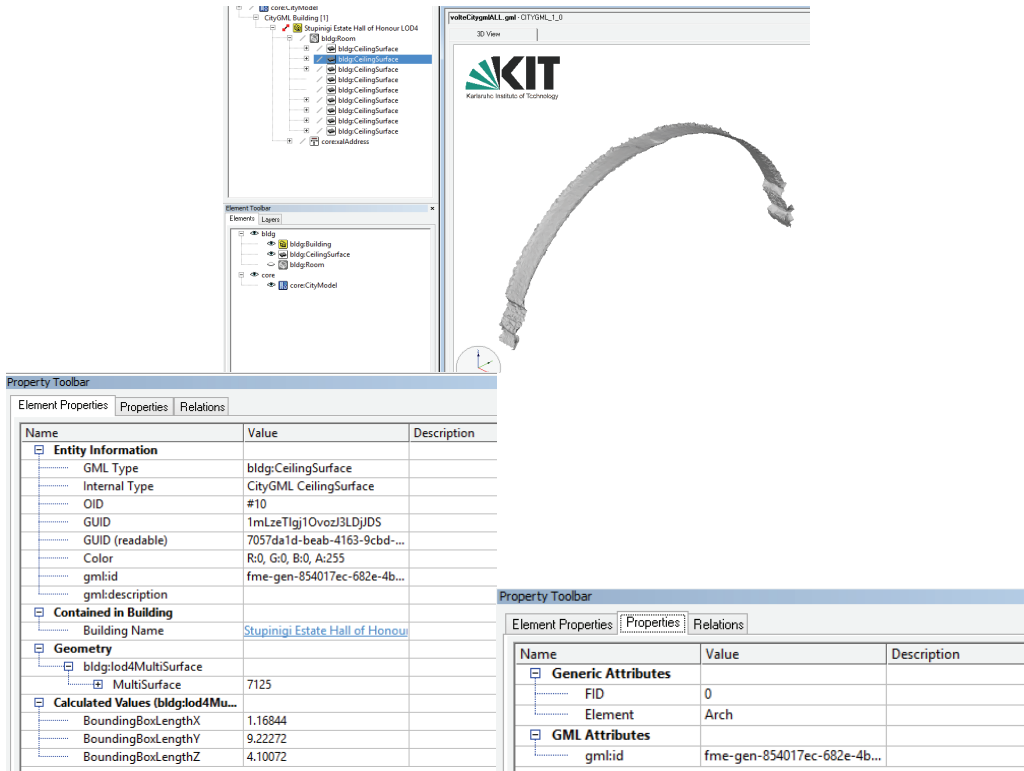 core:CityModel
CityGML Building [1]
Stupinigi Estate Hall of Honour LOD4
bldg:Room
bldg:CeilingSurface
bldg:CeilingSurface
bldg:CeilingSurface
bldg:CeilingSurface
bldg:CeilingSurface
bldg:CeilingSurface
bldg:CeilingSurface
bldg:CeilingSurface
bldg:CeilingSurface
core:xalAddress
Element Toolbar
Elements Layers
bldg
bldg:Building
bldg:CeilingSurface
bldg:Room
core
core:CityModel
volteCitygmlALL.gml - CITYGML_1_0
3D View
KIT
Karlsruhe Institute of Technology
Property Toolbar
Element Properties Properties Relations
Name Value Description
Entity Information
GML Type bldg:CeilingSurface
Internal Type CityGML CeilingSurface
OID #10
GUID 1mLzeTIgj1OvozJ3LDjJDS
GUID (readable) 7057da1d-beab-4163-9cbd-...
Color R:0, G:0, B:0, A:255
gml:id fme-gen-854017ec-682e-4b...
gml:description
Contained in Building
Building Name Stupinigi Estate Hall of Honour
Geometry
bldg:lod4MultiSurface
MultiSurface 7125
Calculated Values (bldg:lod4Mu...
BoundingBoxLengthX 1.16844
BoundingBoxLengthY 9.22272
BoundingBoxLengthZ 4.10072
Property Toolbar
Element Properties Properties Relations
Name Value Description
Generic Attributes
FID 0
Element Arch
GML Attributes
gml:id fme-gen-854017ec-682e-4b...